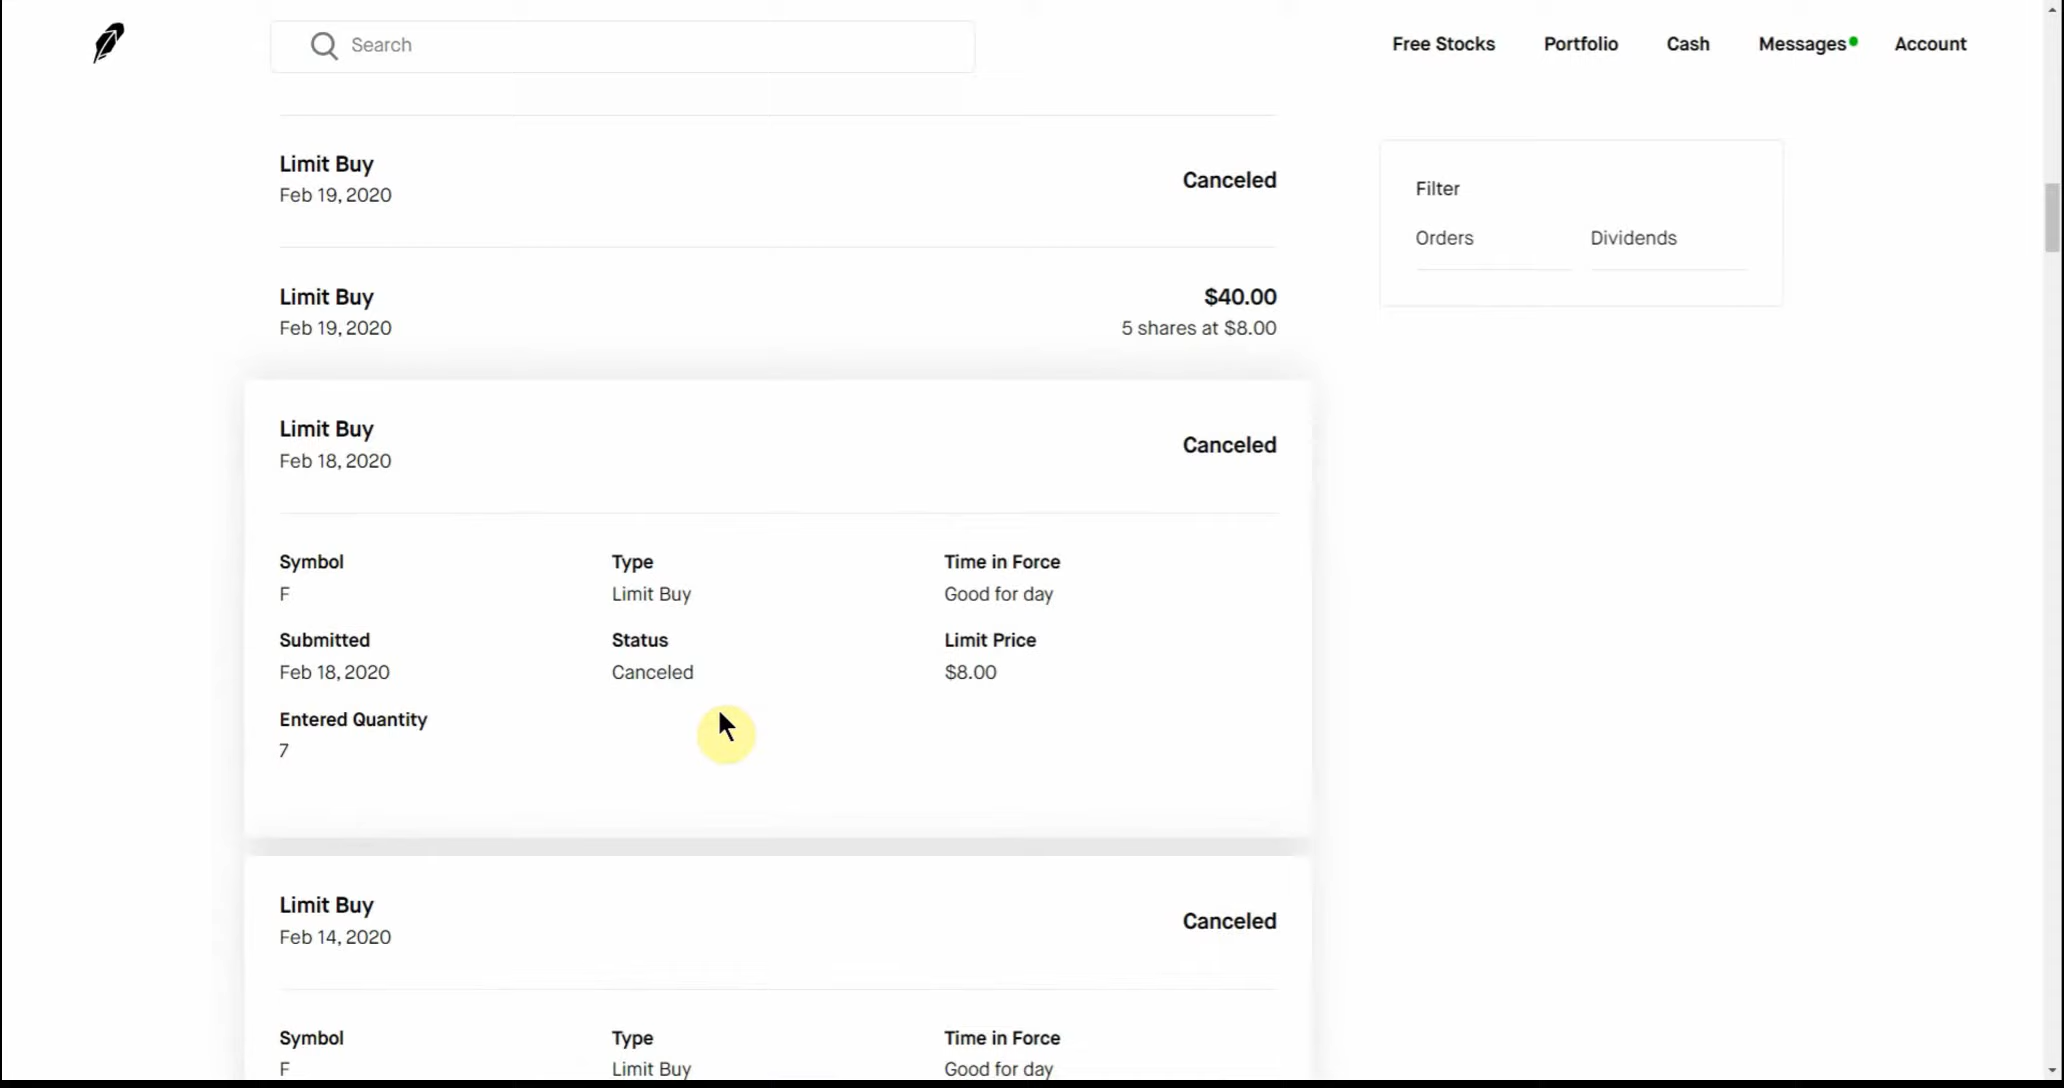 Search
Free Stocks Portfolio Cash Messages Account
Limit Buy
Feb 19, 2020
Canceled
Filter
Orders Dividends
Limit Buy
Feb 19, 2020
$40.00
5 shares at $8.00
Limit Buy
Feb 18, 2020
Canceled
Symbol Type Time in Force
F Limit Buy Good for day
Submitted Status Limit Price
Feb 18, 2020 Canceled $8.00
Entered Quantity
7
Limit Buy
Feb 14, 2020
Canceled
Symbol Type Time in Force
F Limit Buy Good for day